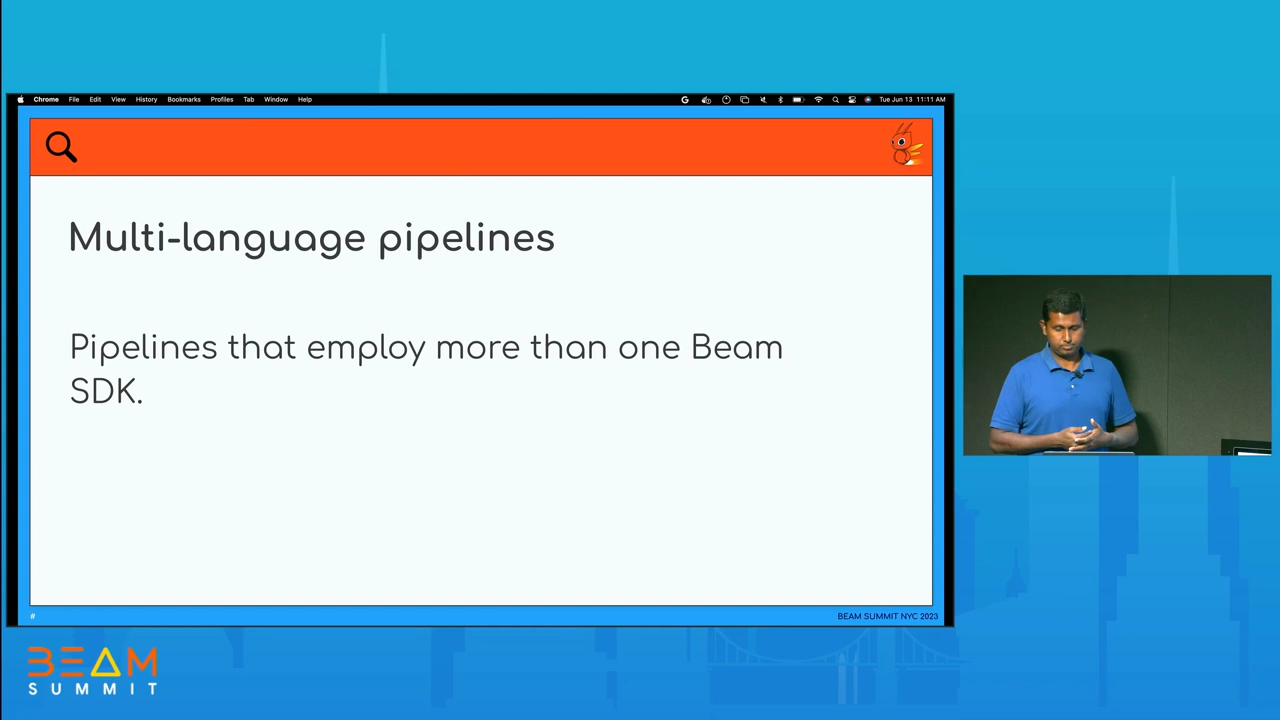 Chrome File Edit View History Bookmarks Profiles Tab Window Help
Tue Jun 13 11:11 AM
Multi-language pipelines
Pipelines that employ more than one Beam
SDK.
#
BEAM SUMMIT NYC 2023
BEAM
SUMMIT